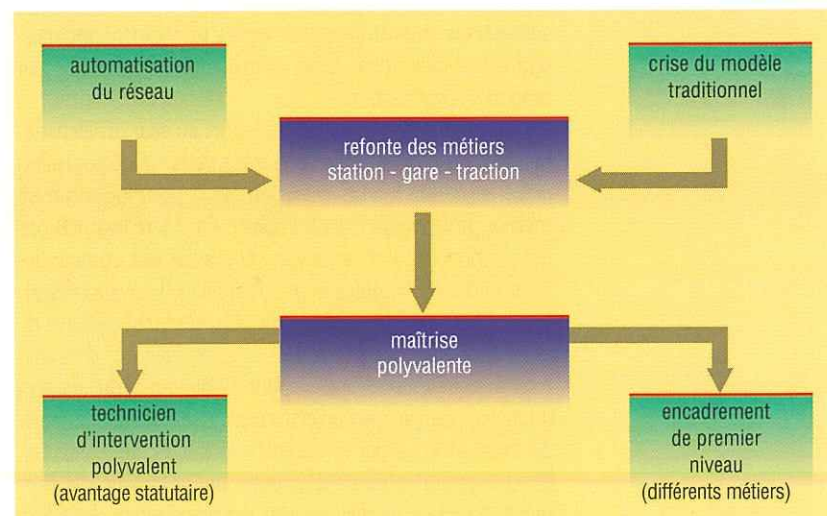 automatisation
du réseau
crise du modèle
traditionnel
refonte des métiers
station - gare - traction
maîtrise
polyvalente
technicien
d'intervention
polyvalent
(avantage statutaire)
encadrement
de premier
niveau
(différents métiers)